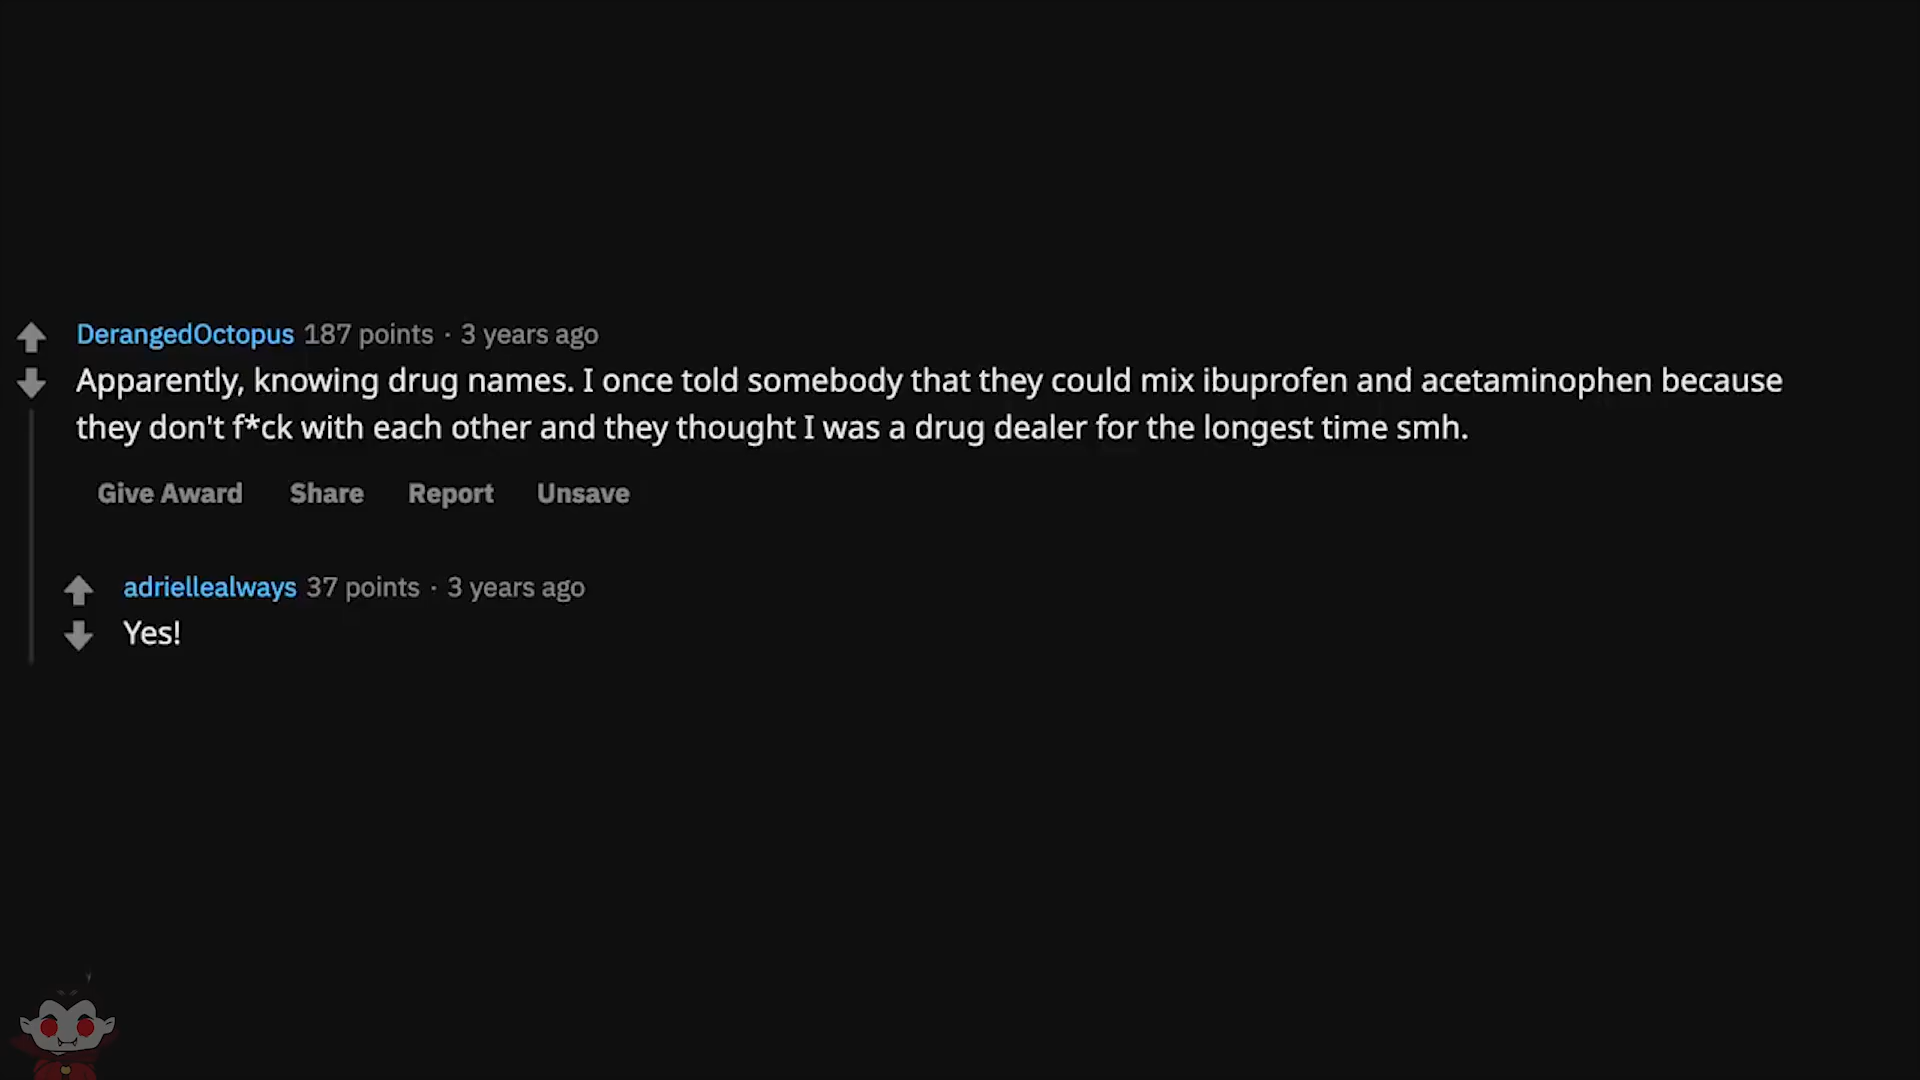 DerangedOctopus 187 points · 3 years ago
Apparently, knowing drug names. I once told somebody that they could mix ibuprofen and acetaminophen because
they don't f*ck with each other and they thought I was a drug dealer for the longest time smh.
Give Award Share Report Unsave
adriellealways 37 points · 3 years ago
Yes!